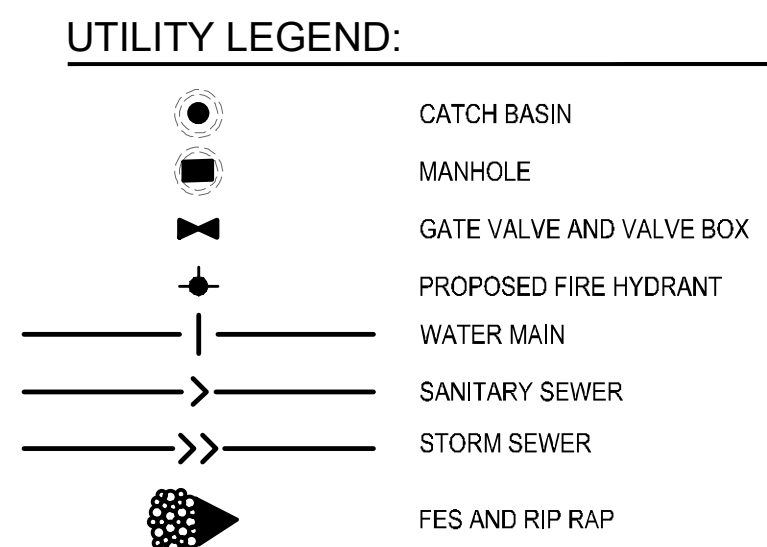 UTILITY LEGEND:
CATCH BASIN
MANHOLE
GATE VALVE AND VALVE BOX
PROPOSED FIRE HYDRANT
WATER MAIN
SANITARY SEWER
STORM SEWER
FES AND RIP RAP